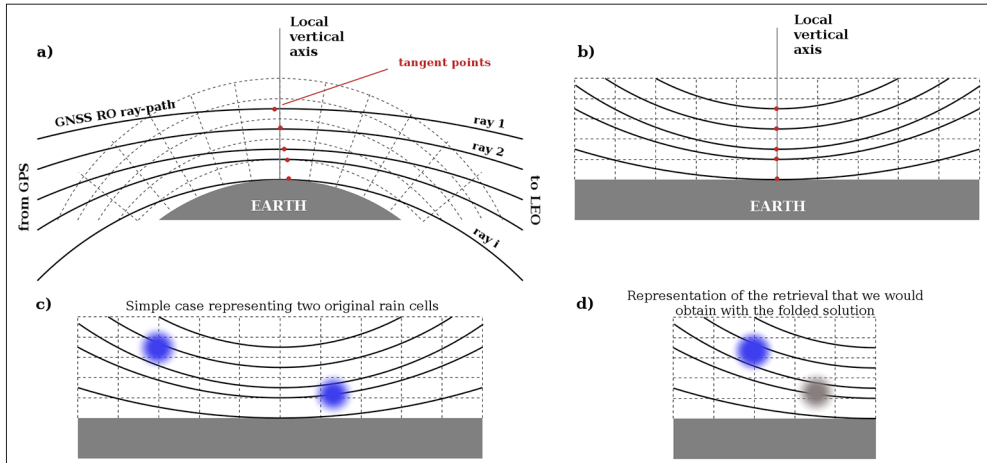 a)
Local
vertical
axis
tangent points
GNSS RO ray-path
ray 1
ray 2
ray i
from GPS
to LEO
EARTH
b)
Local
vertical
axis
EARTH
c)
Simple case representing two original rain cells
d)
Representation of the retrieval that we would
obtain with the folded solution